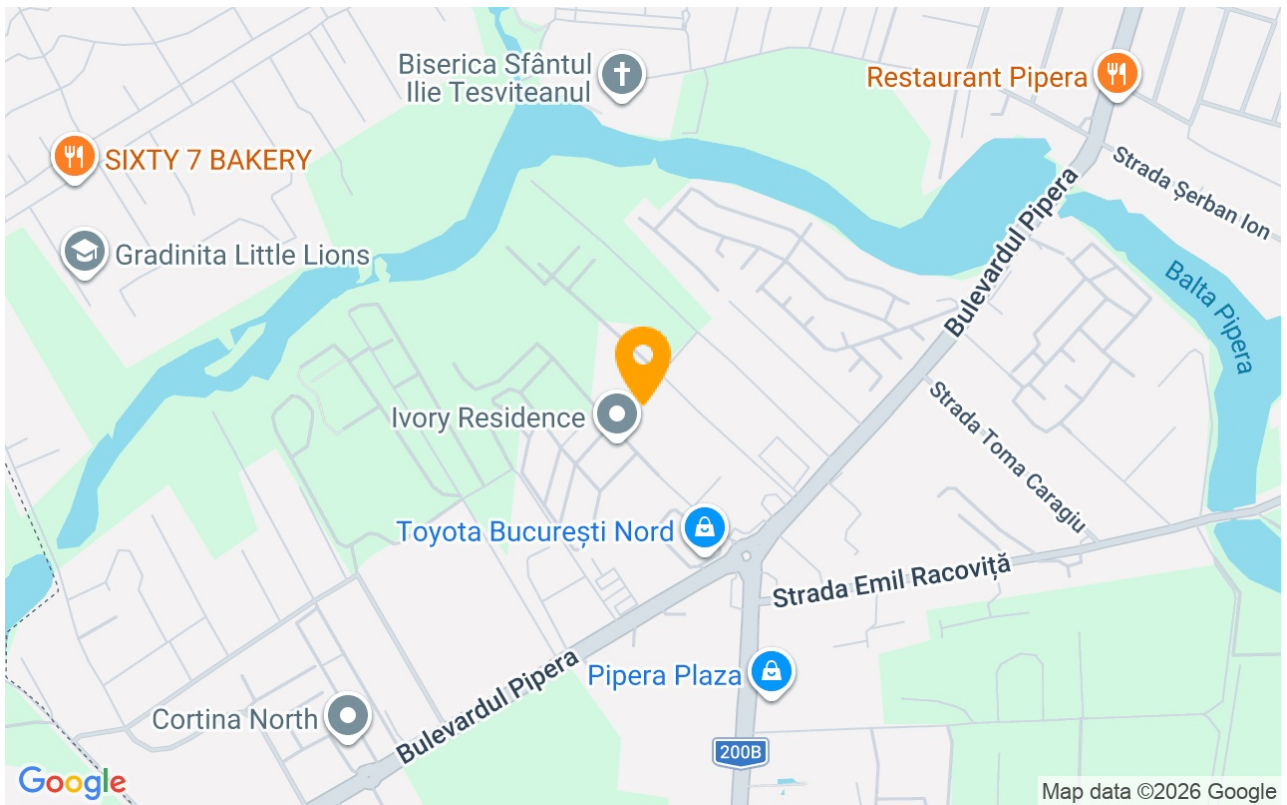 Biserica Sfântul
Ilie Tesviteanul
Restaurant Pipera
SIXTY 7 BAKERY
Strada Șerban Ion
Gradinita Little Lions
Bulevardul Pipera
Balta Pipera
Ivory Residence
Strada Toma Caragiu
Toyota București Nord
Strada Emil Racoviță
Pipera Plaza
Bulevardul Pipera
Cortina North
200B
Google
Map data ©2026 Google